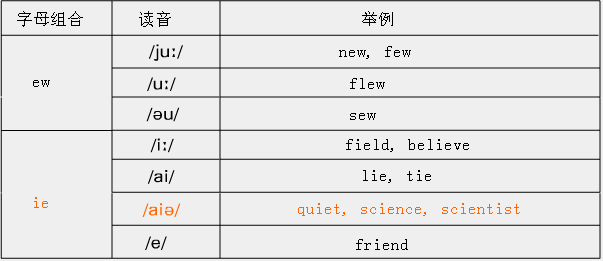 字母组合 读音 举例
/juː/ new, few
ew /uː/ flew
/əu/ sew
/iː/ field, believe
/ai/ lie, tie
ie /aiə/ quiet, science, scientist
/e/ friend